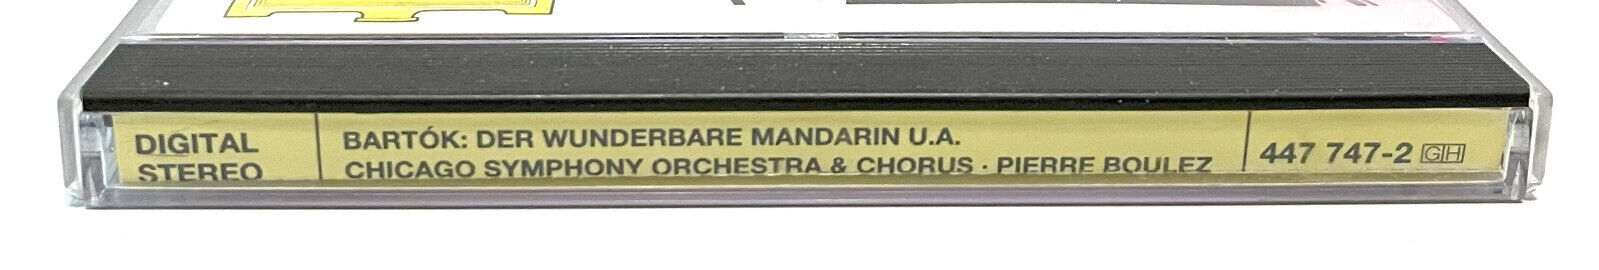 DIGITAL
STEREO
BARTÓK: DER WUNDERBARE MANDARIN U.A.
CHICAGO SYMPHONY ORCHESTRA & CHORUS · PIERRE BOULEZ
447 747-2 GH